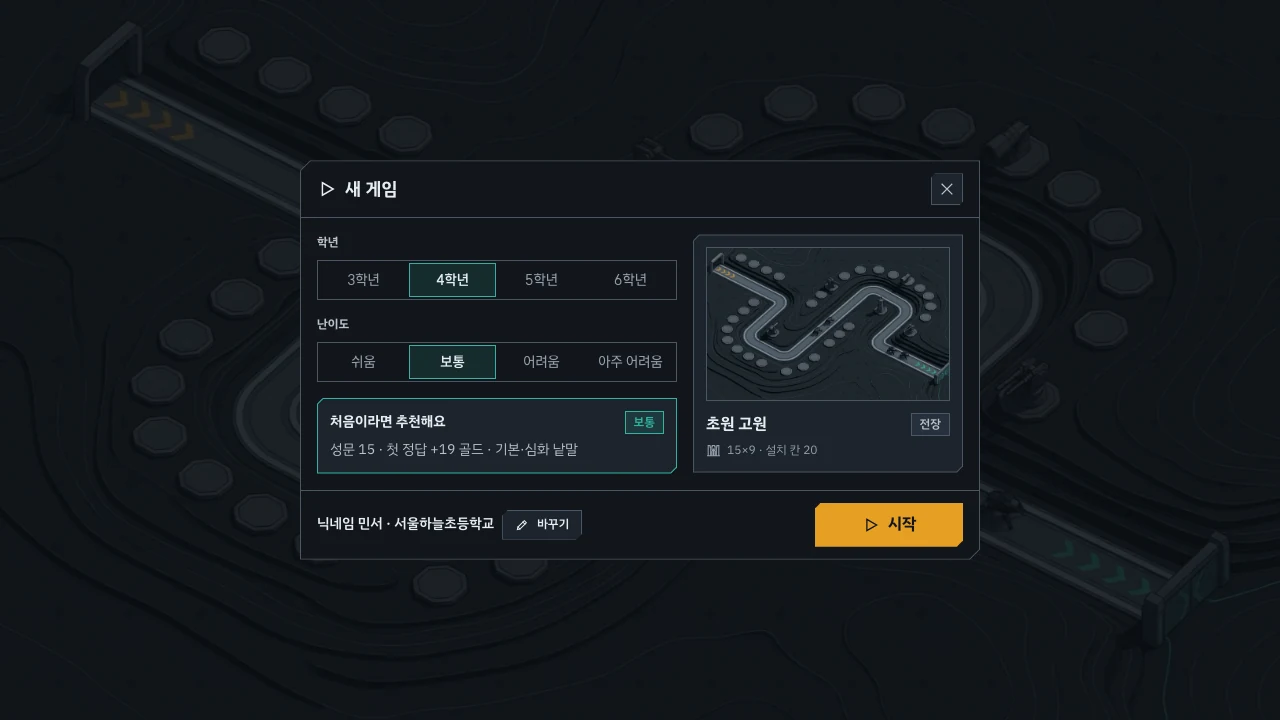 새 게임
학년
3학년 4학년 5학년 6학년
난이도
쉬움 보통 어려움 아주 어려움
처음이라면 추천해요 보통
성문 15 · 첫 정답 +19 골드 · 기본·심화 낱말
초원 고원 전장
15×9 · 설치 칸 20
닉네임 민서 · 서울하늘초등학교 바꾸기
시작